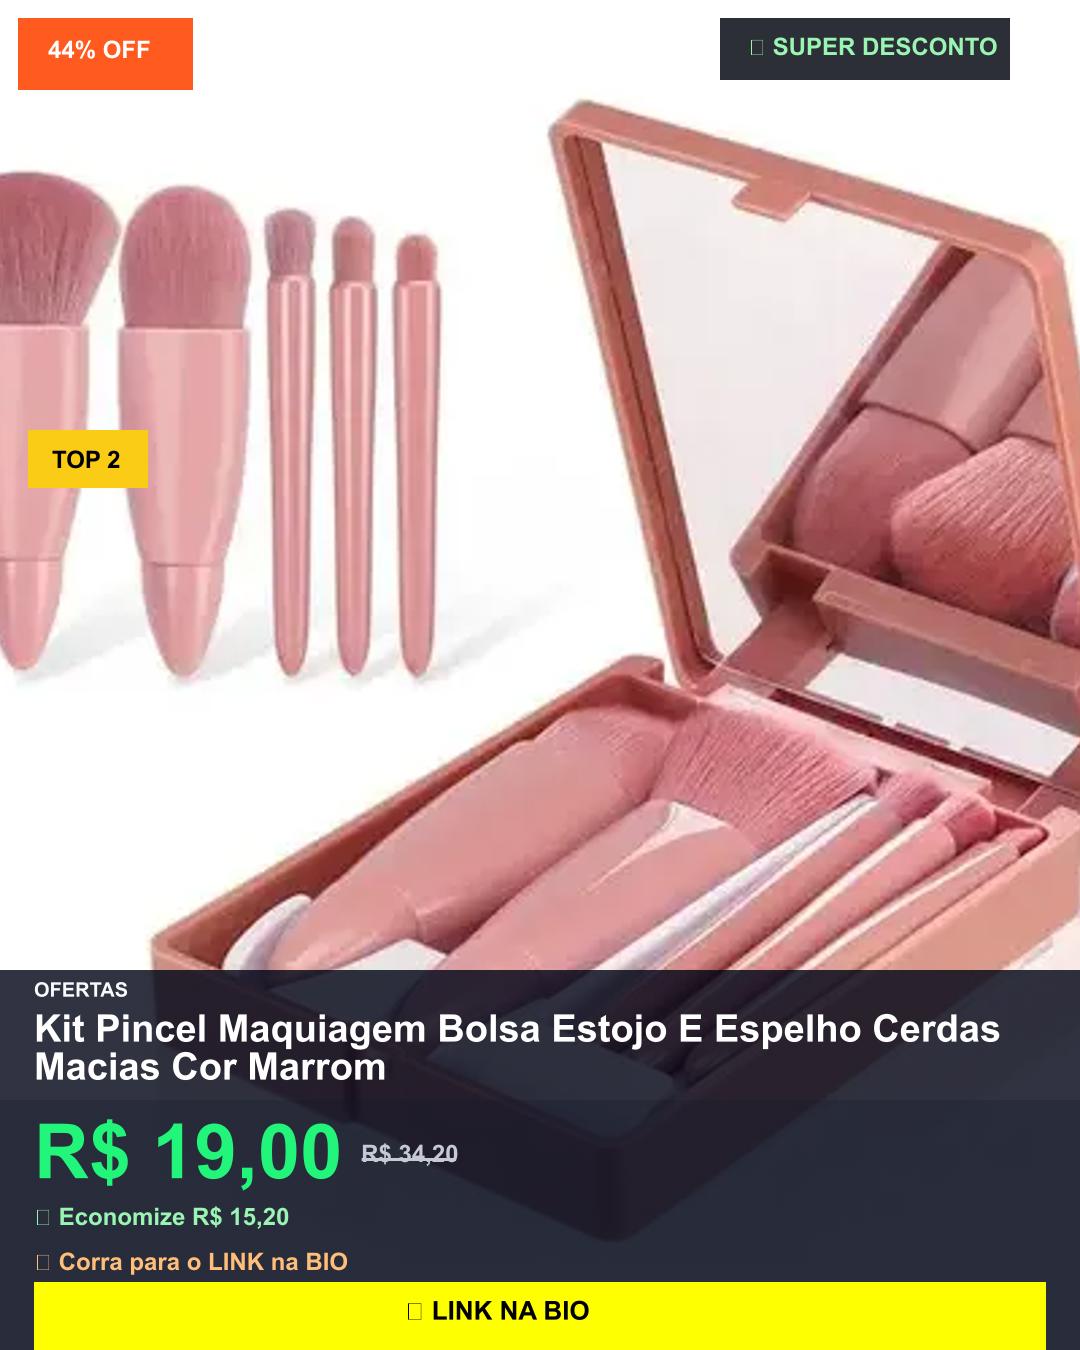 44% OFF
SUPER DESCONTO
TOP 2
OFERTAS
Kit Pincel Maquiagem Bolsa Estojo E Espelho Cerdas
Macias Cor Marrom
R$ 19,00 R$ 34,20
Economize R$ 15,20
Corra para o LINK na BIO
LINK NA BIO